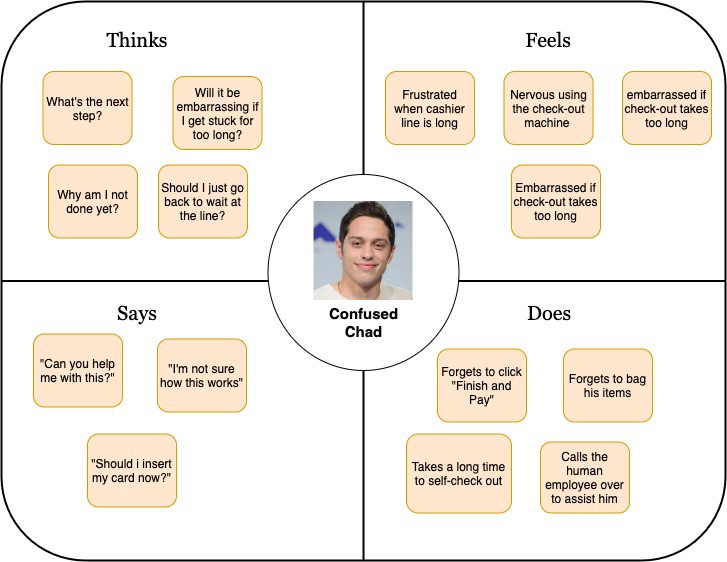 Thinks
What's the next
step?
Will it be
embarrassing if
I get stuck for
too long?
Why am I not
done yet?
Should I just go
back to wait at
the line?
Feels
Frustrated
when cashier
line is long
Nervous using
the check-out
machine
embarrassed if
check-out takes
too long
Embarrassed if
check-out takes
too long
Confused
Chad
Says
"Can you help
me with this?"
"I'm not sure
how this works"
"Should i insert
my card now?"
Does
Forgets to click
"Finish and
Pay"
Forgets to bag
his items
Takes a long time
to self-check out
Calls the
human
employee over
to assist him